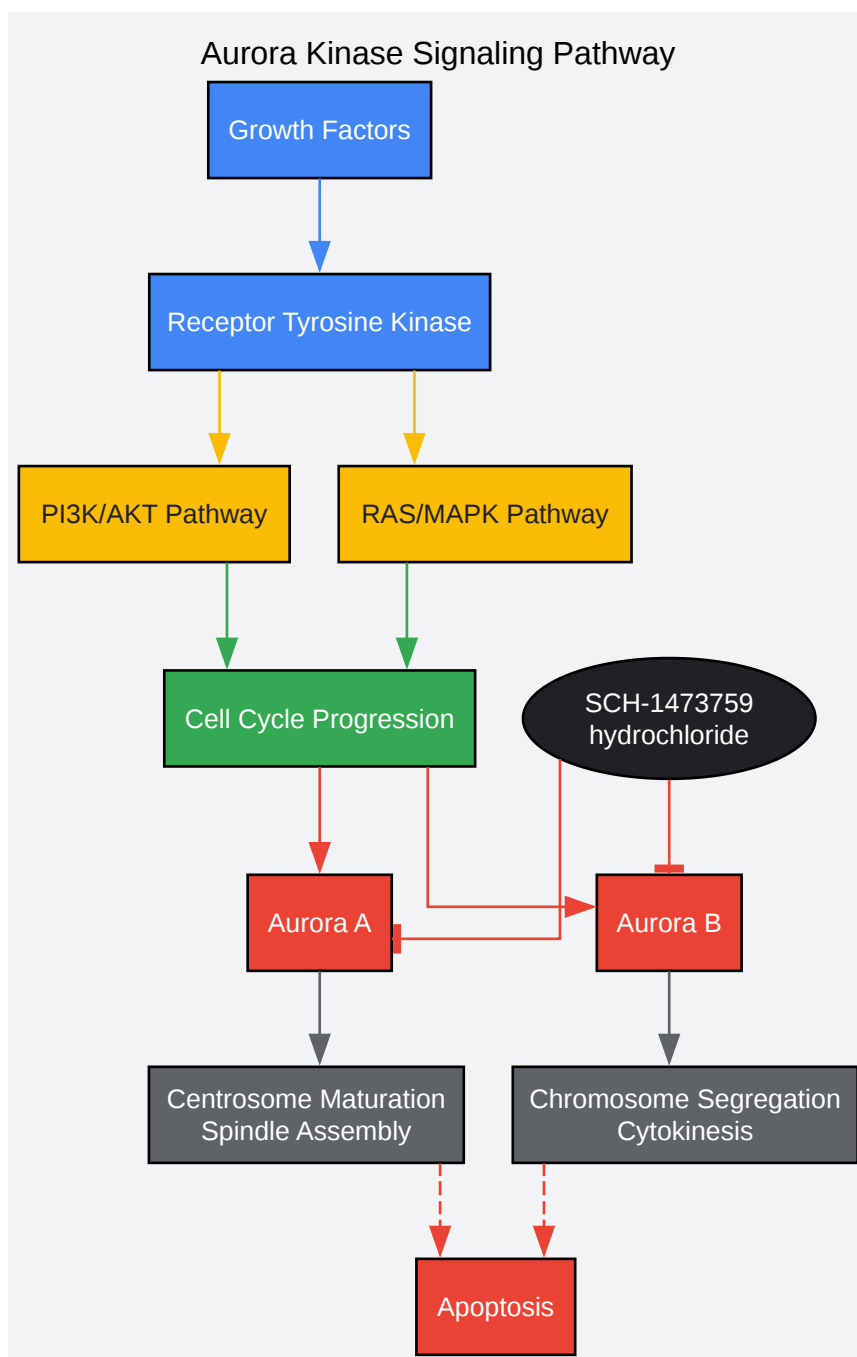 Aurora Kinase Signaling Pathway
Growth Factors
Receptor Tyrosine Kinase
PI3K/AKT Pathway
RAS/MAPK Pathway
Cell Cycle Progression
SCH-1473759
hydrochloride
Aurora A
Aurora B
Centrosome Maturation
Spindle Assembly
Chromosome Segregation
Cytokinesis
Apoptosis